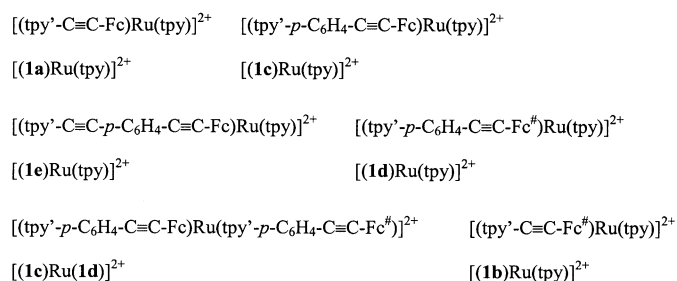 [(tpy'-C≡C-Fc)Ru(tpy)]²⁺ [(tpy'-p-C₆H₄-C≡C-Fc)Ru(tpy)]²⁺
[(1a)Ru(tpy)]²⁺ [(1c)Ru(tpy)]²⁺
[(tpy'-C≡C-p-C₆H₄-C≡C-Fc)Ru(tpy)]²⁺ [(tpy'-p-C₆H₄-C≡C-Fc^#)Ru(tpy)]²⁺
[(1e)Ru(tpy)]²⁺ [(1d)Ru(tpy)]²⁺
[(tpy'-p-C₆H₄-C≡C-Fc)Ru(tpy'-p-C₆H₄-C≡C-Fc^#)]²⁺ [(tpy'-C≡C-Fc^#)Ru(tpy)]²⁺
[(1c)Ru(1d)]²⁺ [(1b)Ru(tpy)]²⁺